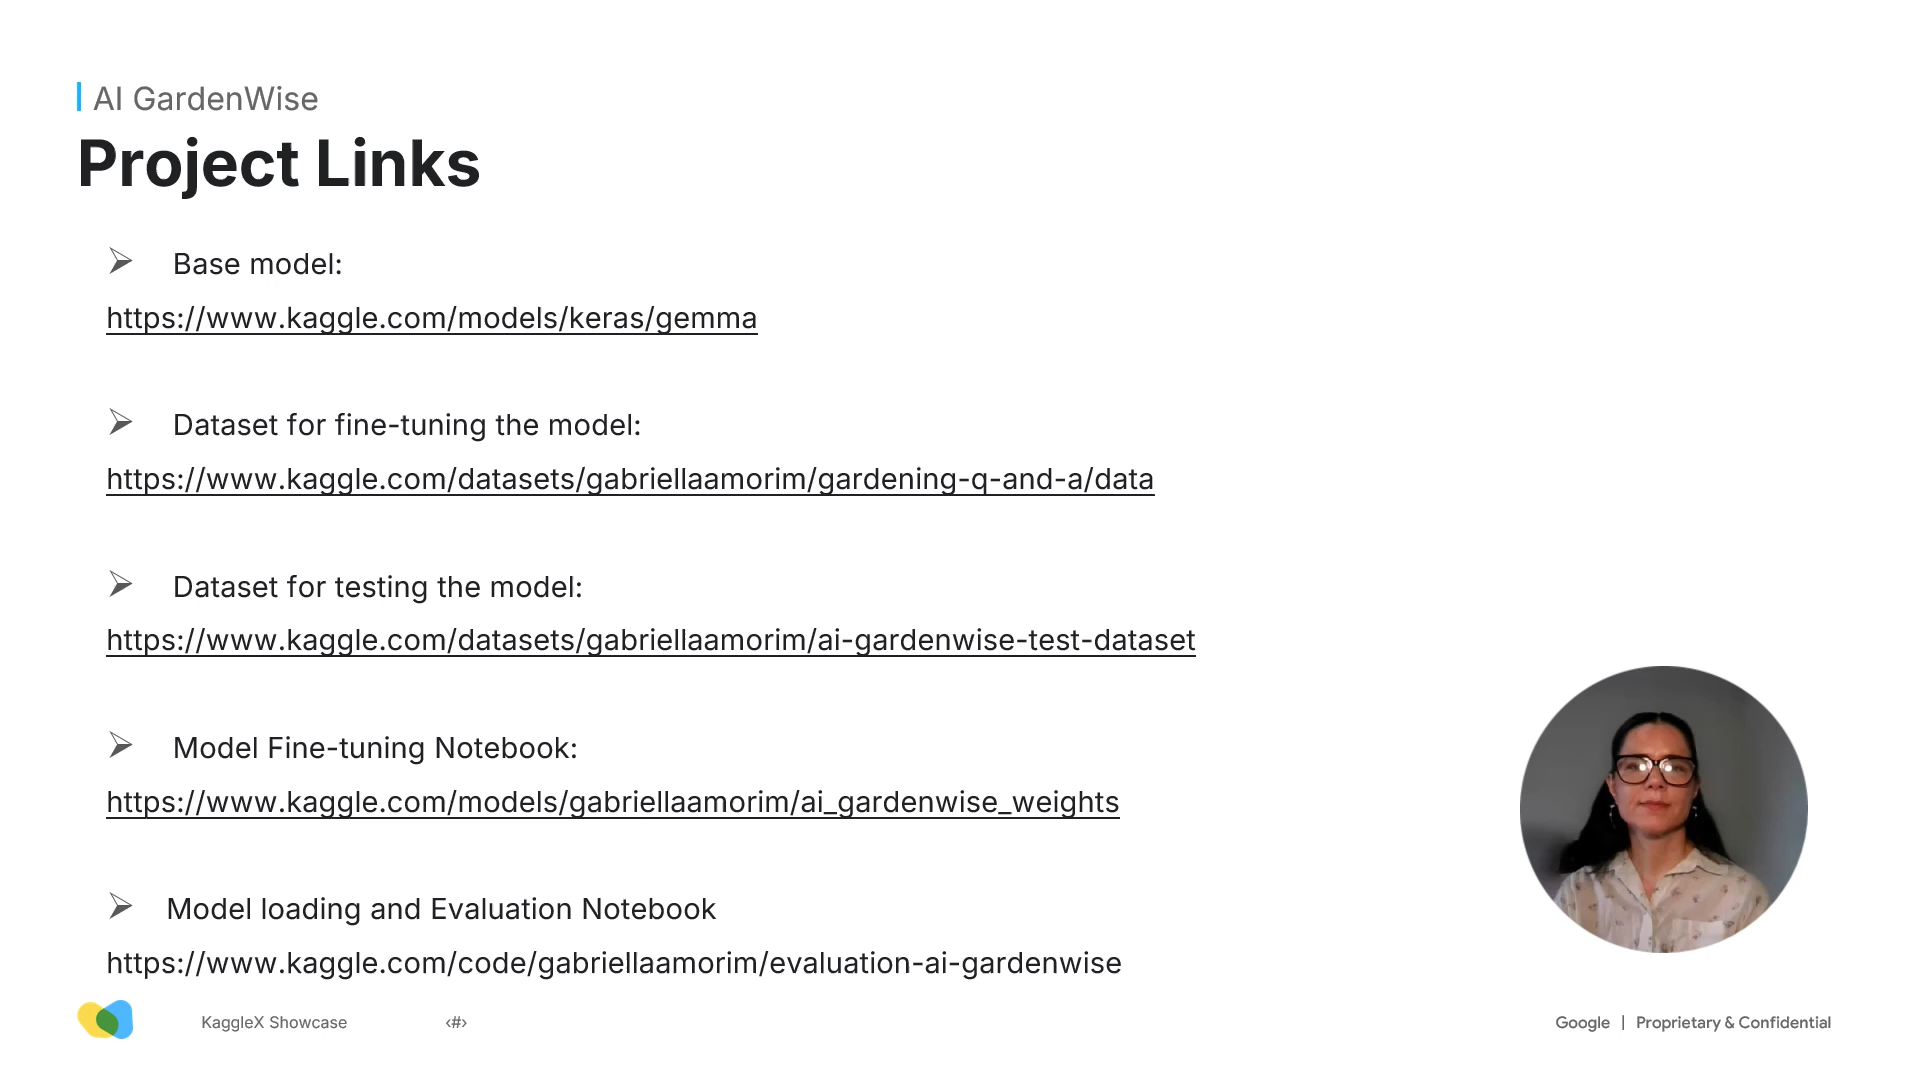 AI GardenWise
Project Links
➢ Base model:
https://www.kaggle.com/models/keras/gemma
➢ Dataset for fine-tuning the model:
https://www.kaggle.com/datasets/gabriellaamorim/gardening-q-and-a/data
➢ Dataset for testing the model:
https://www.kaggle.com/datasets/gabriellaamorim/ai-gardenwise-test-dataset
➢ Model Fine-tuning Notebook:
https://www.kaggle.com/models/gabriellaamorim/ai_gardenwise_weights
➢ Model loading and Evaluation Notebook
https://www.kaggle.com/code/gabriellaamorim/evaluation-ai-gardenwise
KaggleX Showcase ‹#› Google | Proprietary & Confidential